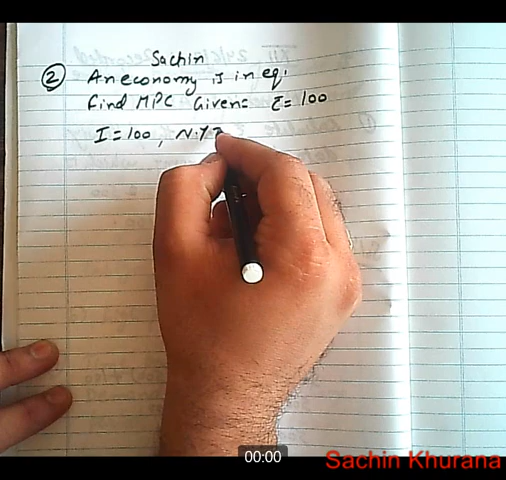 Sachin
② An economy is in eq.
find MPC Given = c̄ = 100
I = 100, N.Y
00:00
Sachin Khurana